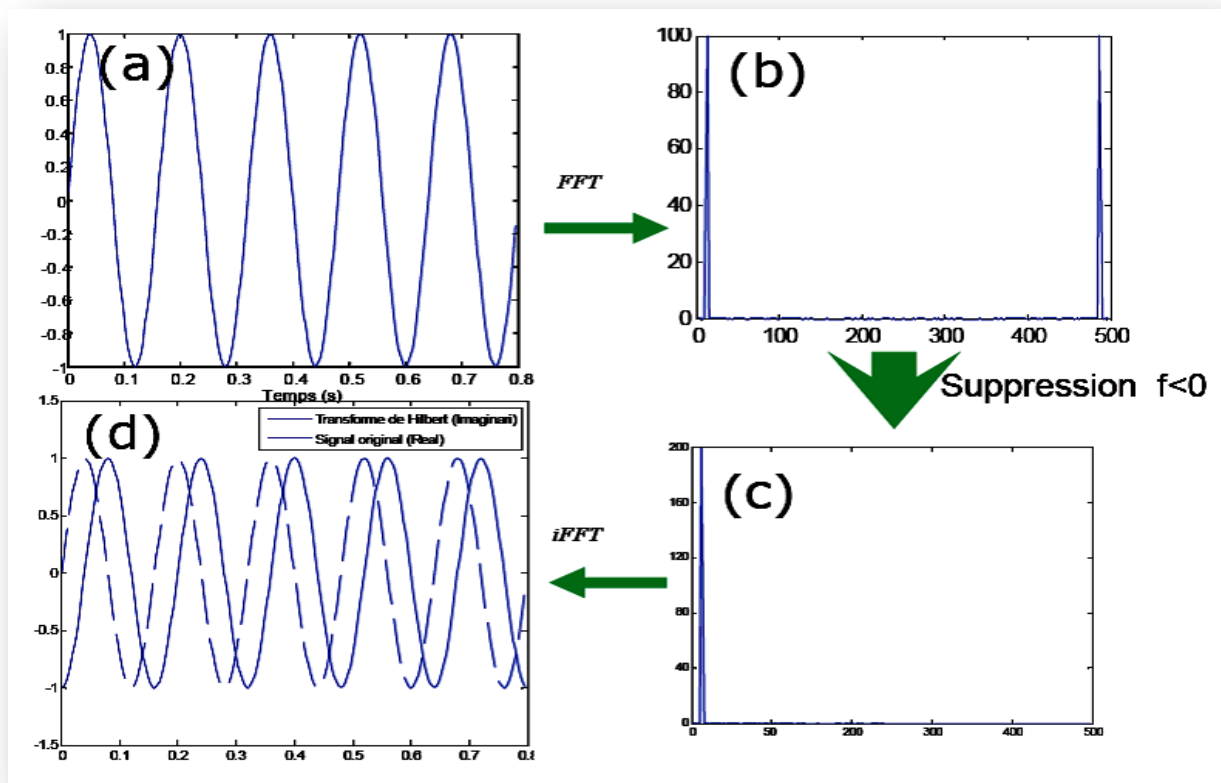 (a)
1
0.8
0.6
0.4
0.2
0
-0.2
-0.4
-0.6
-0.8
-1
0 0.1 0.2 0.3 0.4 0.5 0.6 0.7 0.8
Temps (s)
FFT
(b)
100
80
60
40
20
0
0 100 200 300 400 500
Suppression f<0
(c)
200
160
120
80
40
0
0 50 200 300 400 500
iFFT
(d)
Transforme de Hilbert (Imaginari)
Signal original (Real)
1.5
1
0.5
0
-0.5
-1
-1.5
0 0.1 0.2 0.3 0.4 0.5 0.6 0.7 0.8